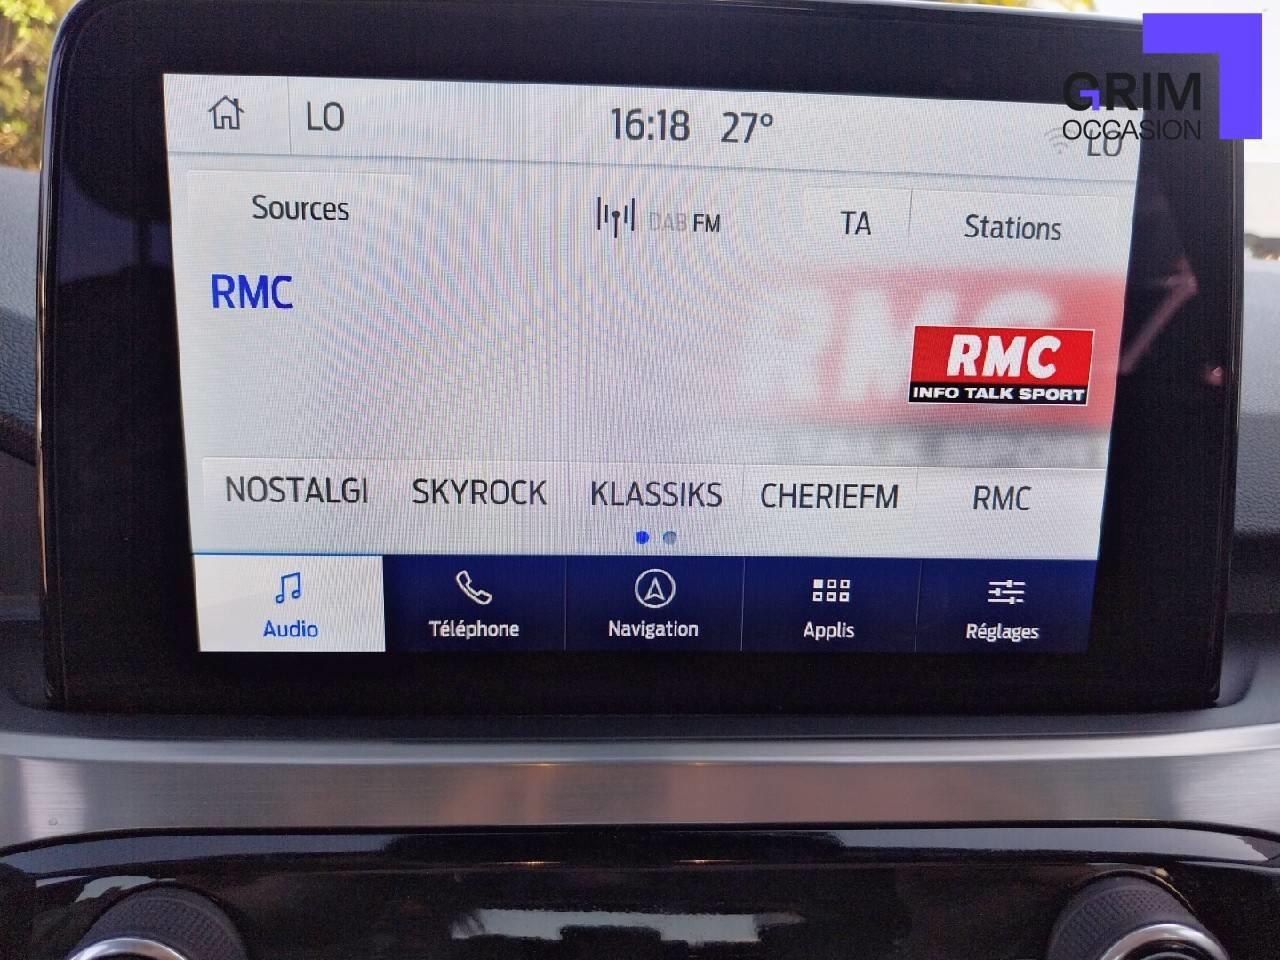 GRIM
OCCASION
LO
16:18 27°
LO
Sources
DAB FM
TA
Stations
RMC
RMC
INFO TALK SPORT
NOSTALGI
SKYROCK
KLASSIKS
CHERIEFM
RMC
Audio
Téléphone
Navigation
Applis
Réglages